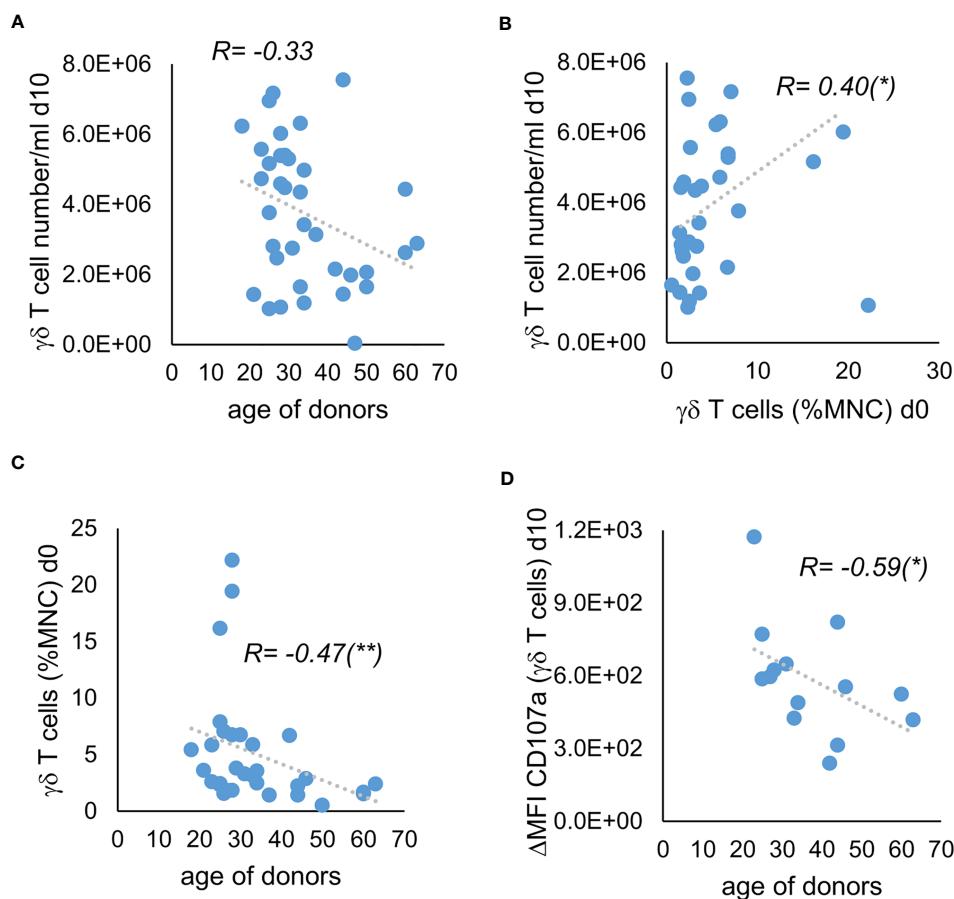 A
R= -0.33
γδ T cell number/ml d10
8.0E+06
6.0E+06
4.0E+06
2.0E+06
0.0E+00
0 10 20 30 40 50 60 70
age of donors
B
R= 0.40(*)
γδ T cell number/ml d10
8.0E+06
6.0E+06
4.0E+06
2.0E+06
0.0E+00
0 10 20 30
γδ T cells (%MNC) d0
C
R= -0.47(**)
γδ T cells (%MNC) d0
25
20
15
10
5
0
0 10 20 30 40 50 60 70
age of donors
D
R= -0.59(*)
ΔMFI CD107a (γδ T cells) d10
1.2E+03
9.0E+02
6.0E+02
3.0E+02
0.0E+00
0 10 20 30 40 50 60 70
age of donors